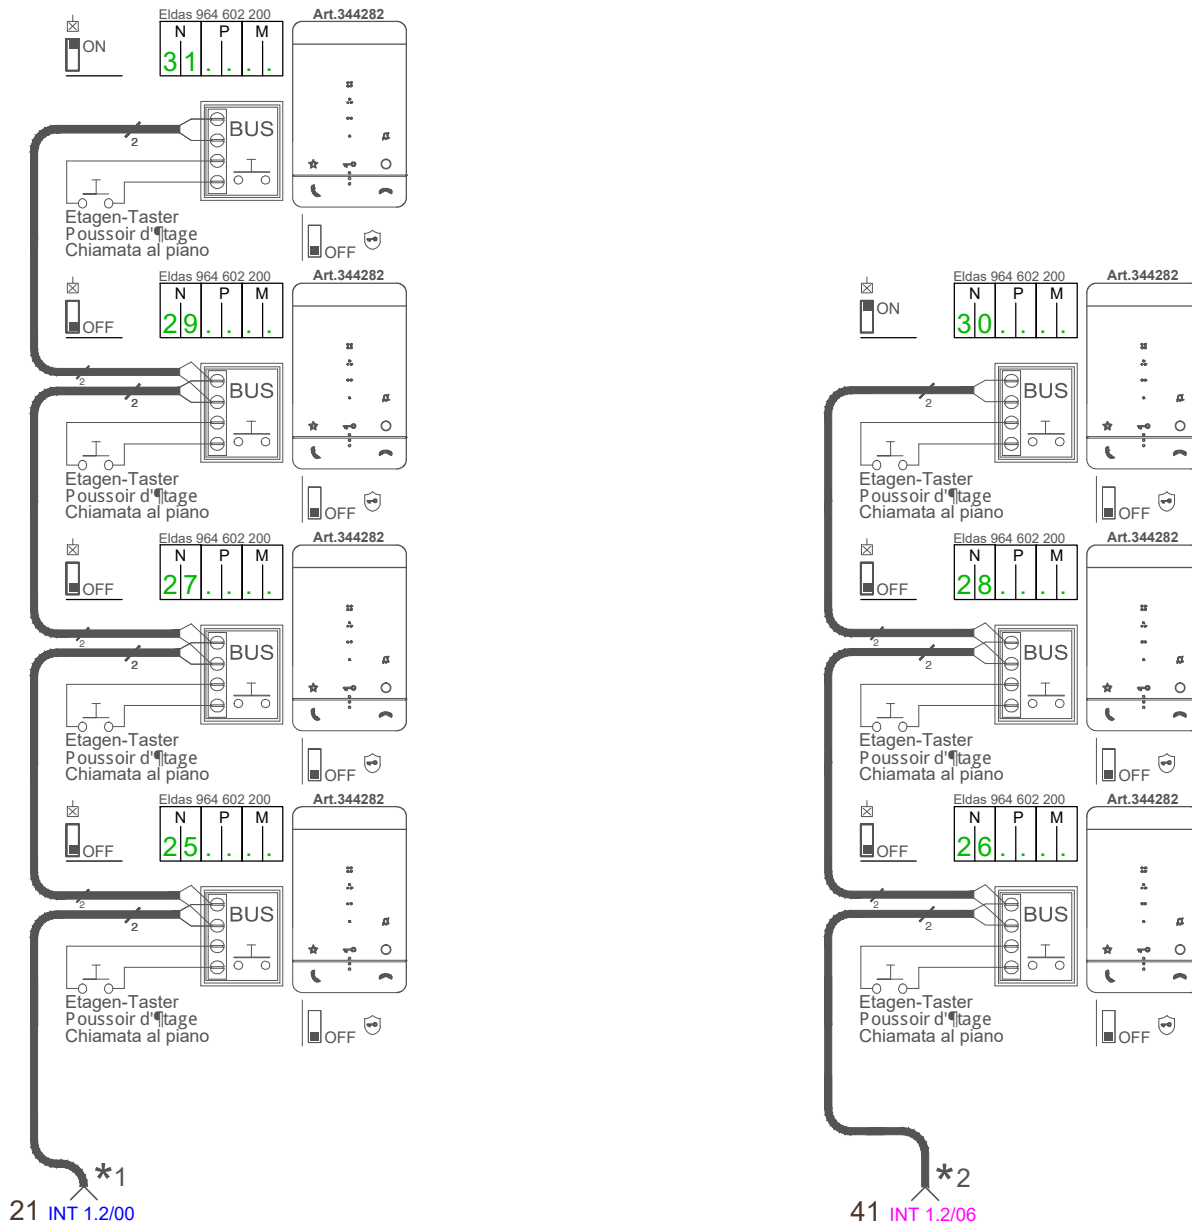 Eldas 964 602 200 Art.344282
N P M
ON
31. . . .
BUS
2
Etagen-Taster
Poussoir d'¶tage
Chiamata al piano
OFF
Eldas 964 602 200 Art.344282
N P M
OFF
29. . . .
2
BUS
2
Etagen-Taster
Poussoir d'¶tage
Chiamata al piano
OFF
Eldas 964 602 200 Art.344282
N P M
OFF
27. . . .
2
BUS
2
Etagen-Taster
Poussoir d'¶tage
Chiamata al piano
OFF
Eldas 964 602 200 Art.344282
N P M
OFF
25. . . .
2
BUS
2
Etagen-Taster
Poussoir d'¶tage
Chiamata al piano
OFF
*1
21 INT 1.2/00
Eldas 964 602 200 Art.344282
N P M
ON
30. . . .
BUS
2
Etagen-Taster
Poussoir d'¶tage
Chiamata al piano
OFF
Eldas 964 602 200 Art.344282
N P M
OFF
28. . . .
2
BUS
2
Etagen-Taster
Poussoir d'¶tage
Chiamata al piano
OFF
Eldas 964 602 200 Art.344282
N P M
OFF
26. . . .
2
BUS
2
Etagen-Taster
Poussoir d'¶tage
Chiamata al piano
OFF
*2
41 INT 1.2/06